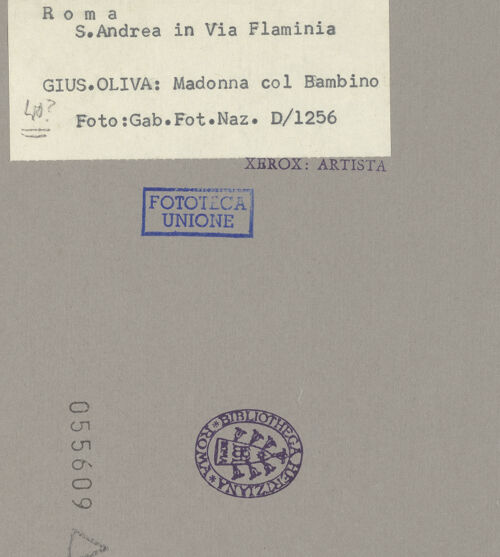 R o m a
S.Andrea in Via Flaminia
GIUS.OLIVA: Madonna col Bambino
Foto:Gab.Fot.Naz. D/1256
XEROX: ARTISTA
FOTOTECA
UNIONE
BIBLIOTHECA HERTZIANA * ROMA *
055609